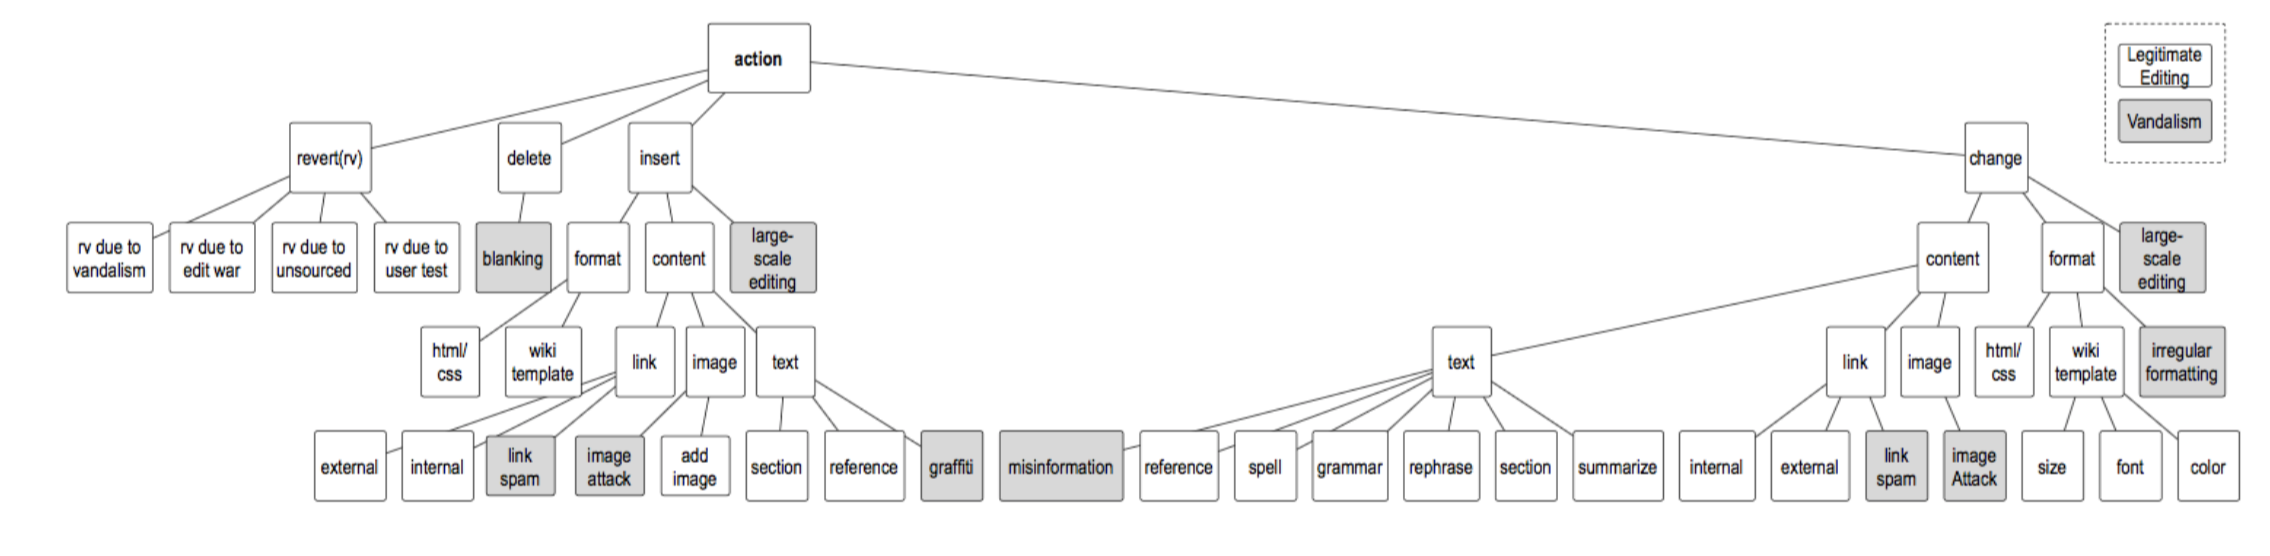 action
Legitimate
Editing
Vandalism
revert(rv)
delete
insert
change
rv due to
vandalism
rv due to
edit war
rv due to
unsourced
rv due to
user test
blanking
format
content
large-
scale
editing
content
format
large-
scale
editing
html/
css
wiki
template
link
image
text
text
link
image
html/
css
wiki
template
irregular
formatting
external
internal
link
spam
image
attack
add
image
section
reference
graffiti
misinformation
reference
spell
grammar
rephrase
section
summarize
internal
external
link
spam
image
Attack
size
font
color